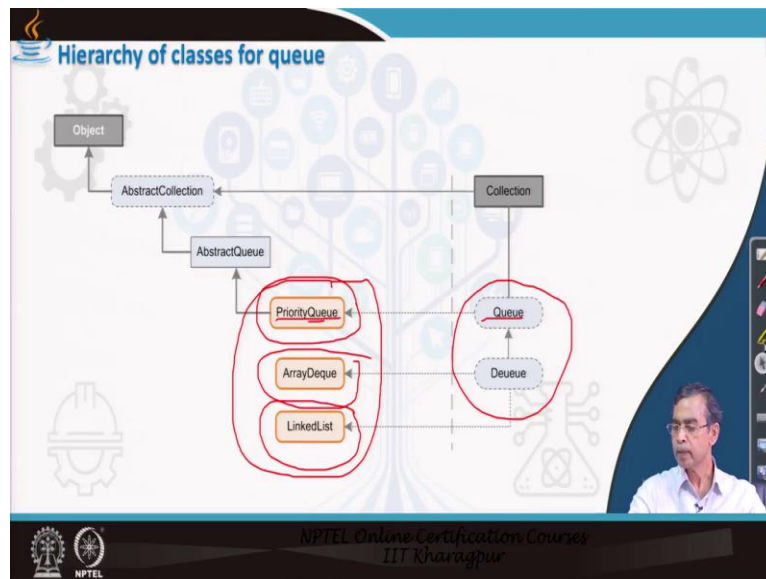 Hierarchy of classes for queue
Object
AbstractCollection
Collection
AbstractQueue
PriorityQueue
Queue
ArrayDeque
Deueue
LinkedList
NPTEL Online Certification Courses
IIT Kharagpur
NPTEL